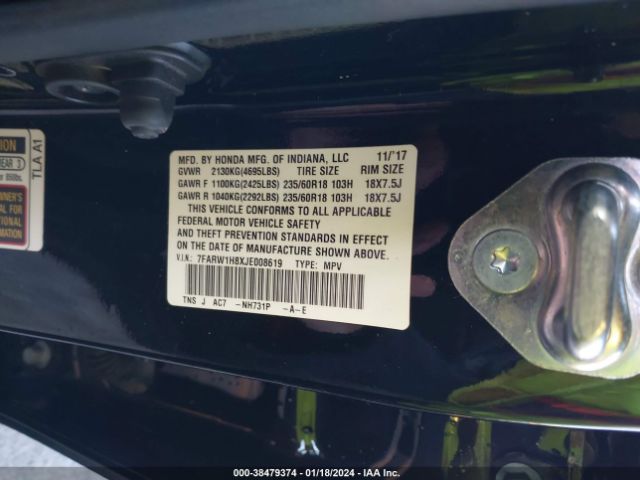 MFD. BY HONDA MFG. OF INDIANA, LLC 11/'17
GVWR 2130KG(4695LBS) TIRE SIZE RIM SIZE
GAWR F 1100KG(2425LBS) 235/60R18 103H 18X7.5J
GAWR R 1040KG(2292LBS) 235/60R18 103H 18X7.5J
THIS VEHICLE CONFORMS TO ALL APPLICABLE
FEDERAL MOTOR VEHICLE SAFETY
AND THEFT PREVENTION STANDARDS IN EFFECT
ON THE DATE OF MANUFACTURE SHOWN ABOVE.
V.I.N: 7FARW1H8XJE008619 TYPE: MPV
TNS J AC7 -NH731P -A-E
TLA A1
EAR 3
000-38479374 - 01/18/2024 - IAA Inc.